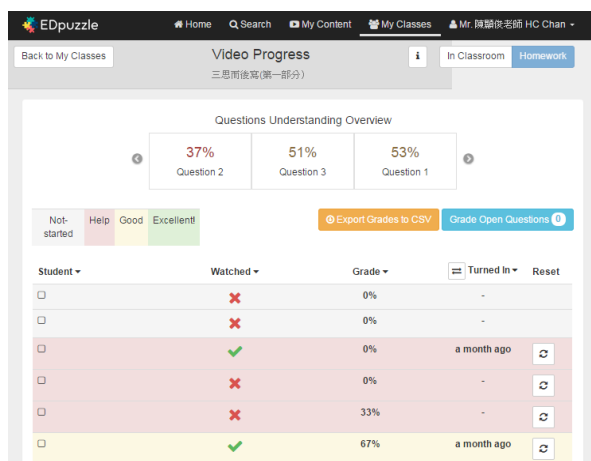 EDpuzzle Home Search My Content My Classes Mr. 陳顯俊老師 HC Chan
Back to My Classes Video Progress i In Classroom Homework
三思而後寫(第一部分)
Questions Understanding Overview
37% 51% 53%
Question 2 Question 3 Question 1
Not-started Help Good Excellent!
Export Grades to CSV Grade Open Questions 0
Student Watched Grade Turned In Reset
0% -
0% -
0% a month ago
0% -
33% -
67% a month ago